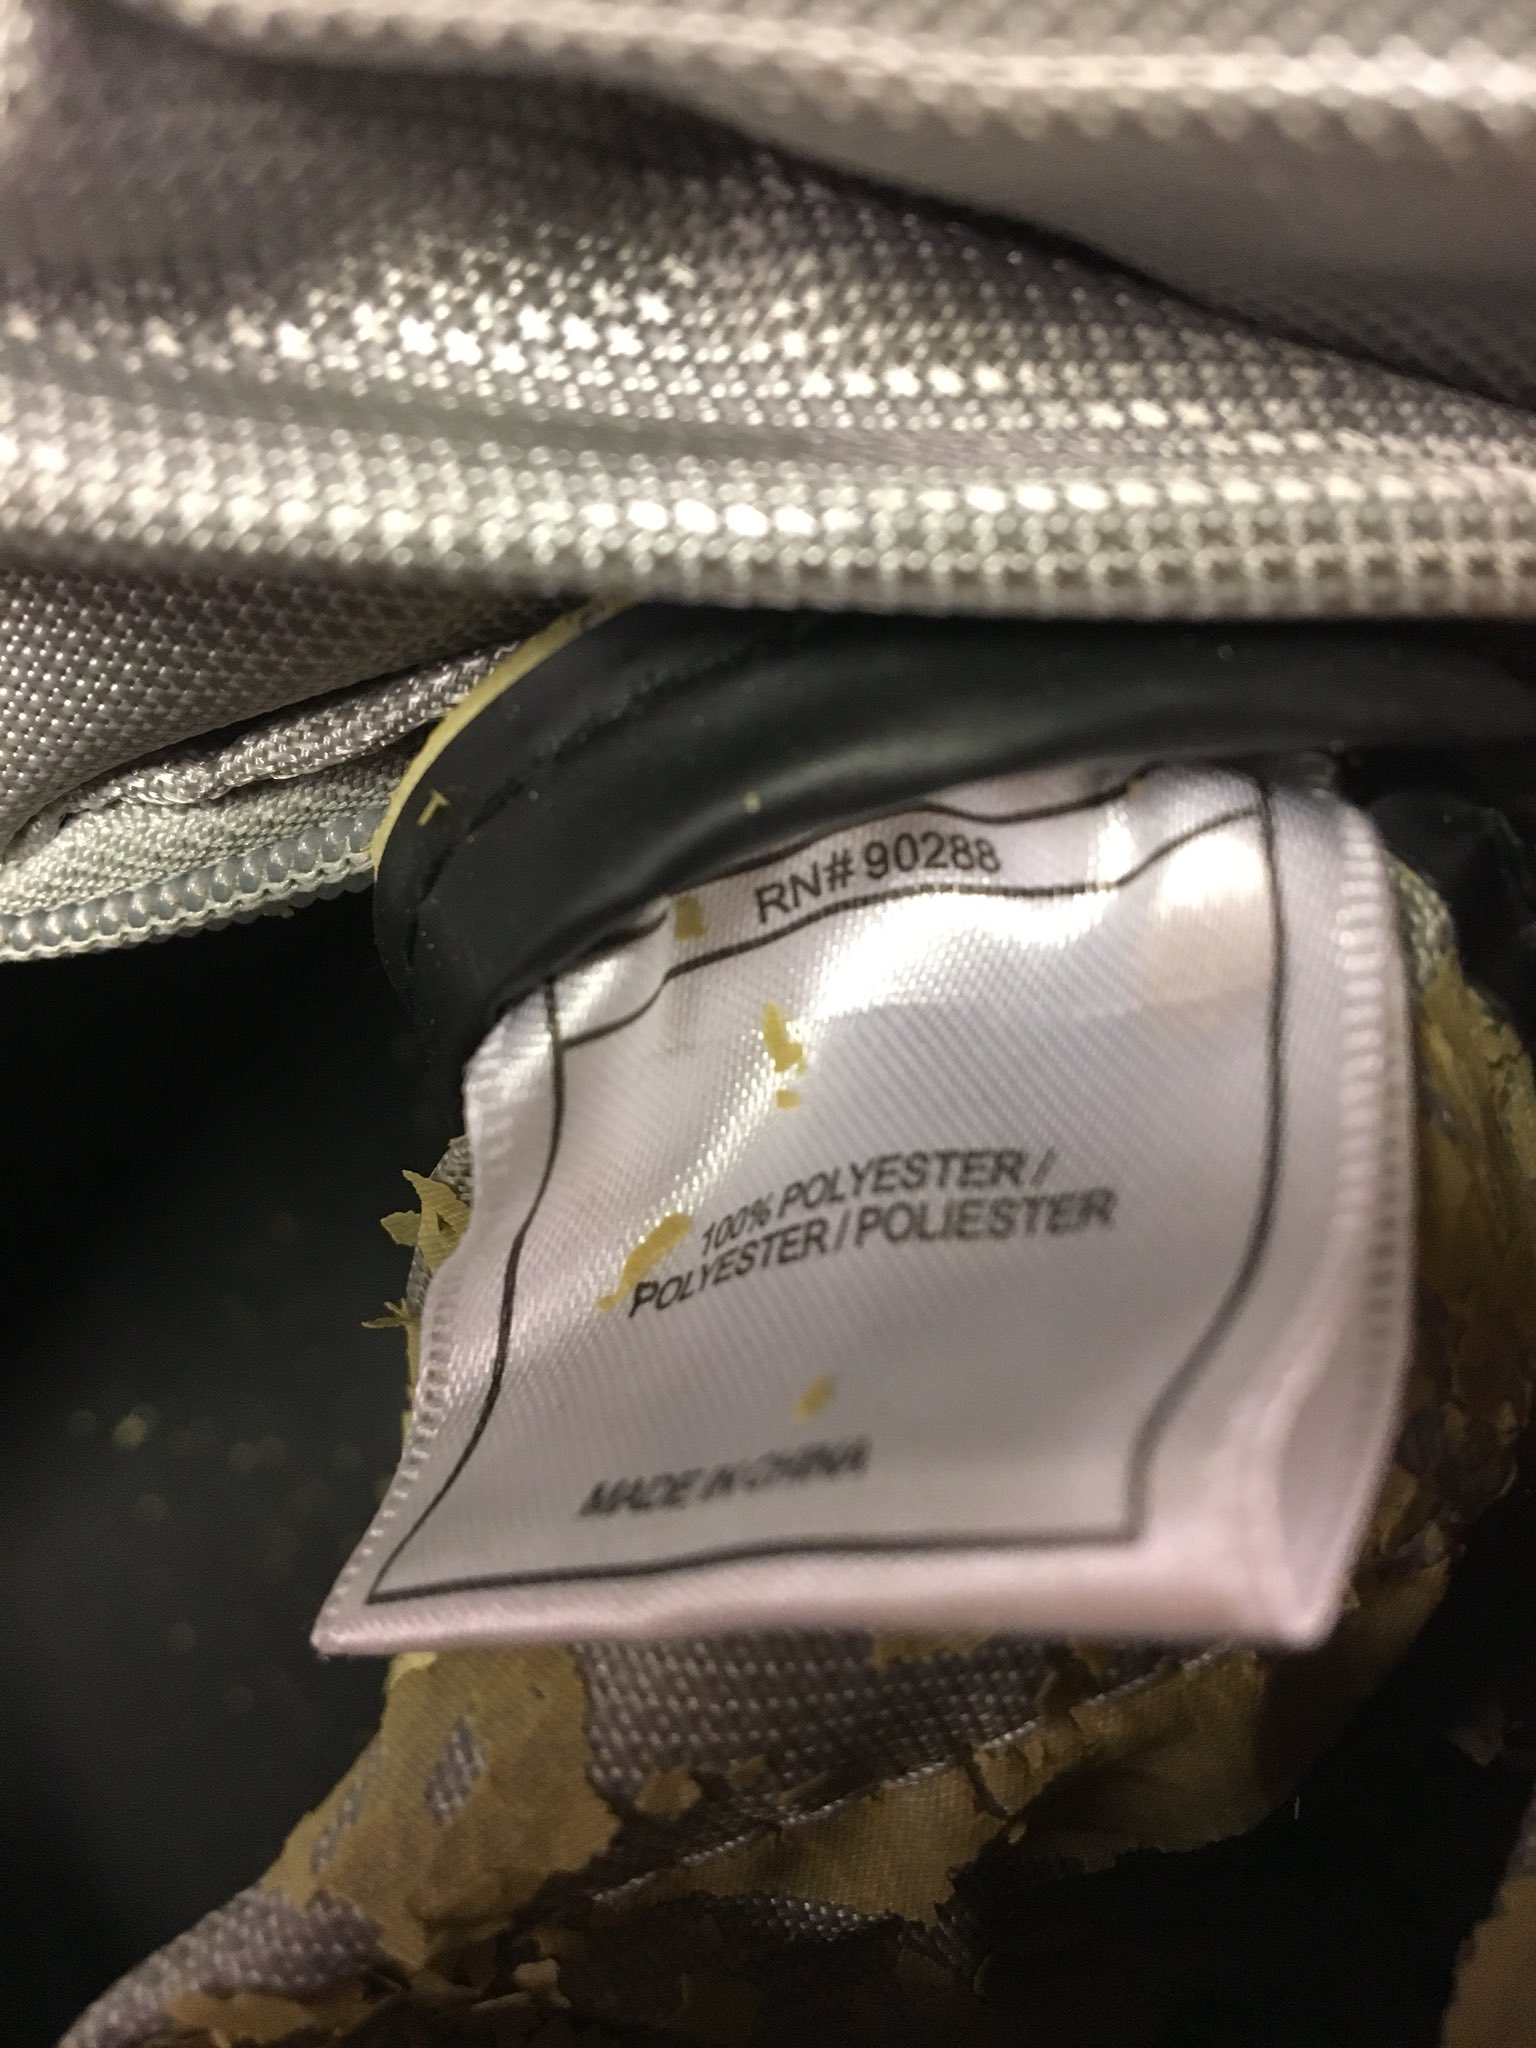 RN# 90288
100% POLYESTER /
POLYESTER / POLIESTER
MADE IN CHINA